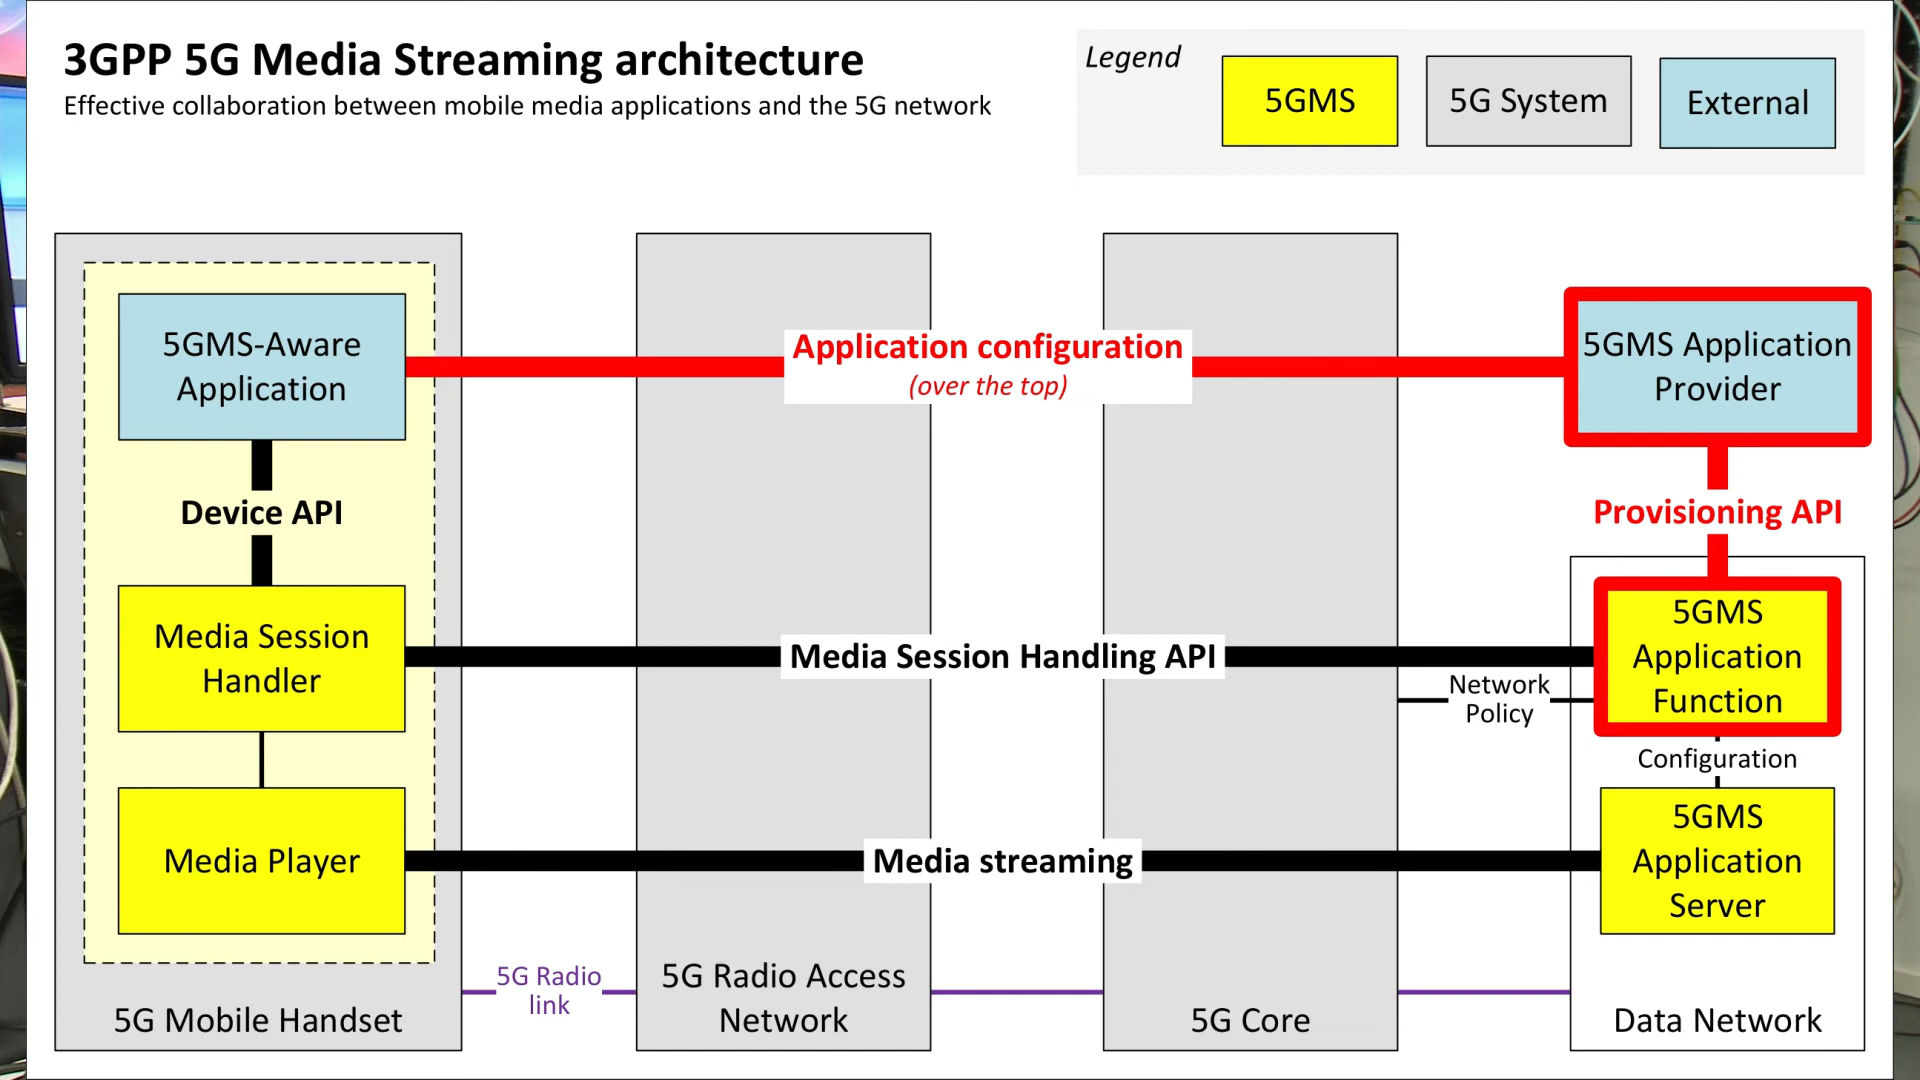 3GPP 5G Media Streaming architecture
Effective collaboration between mobile media applications and the 5G network
Legend
5GMS
5G System
External
5GMS-Aware
Application
Application configuration
(over the top)
5GMS Application
Provider
Device API
Provisioning API
Media Session
Handler
Media Session Handling API
5GMS
Application
Function
Network
Policy
Configuration
Media Player
Media streaming
5GMS
Application
Server
5G Radio
link
5G Mobile Handset
5G Radio Access
Network
5G Core
Data Network